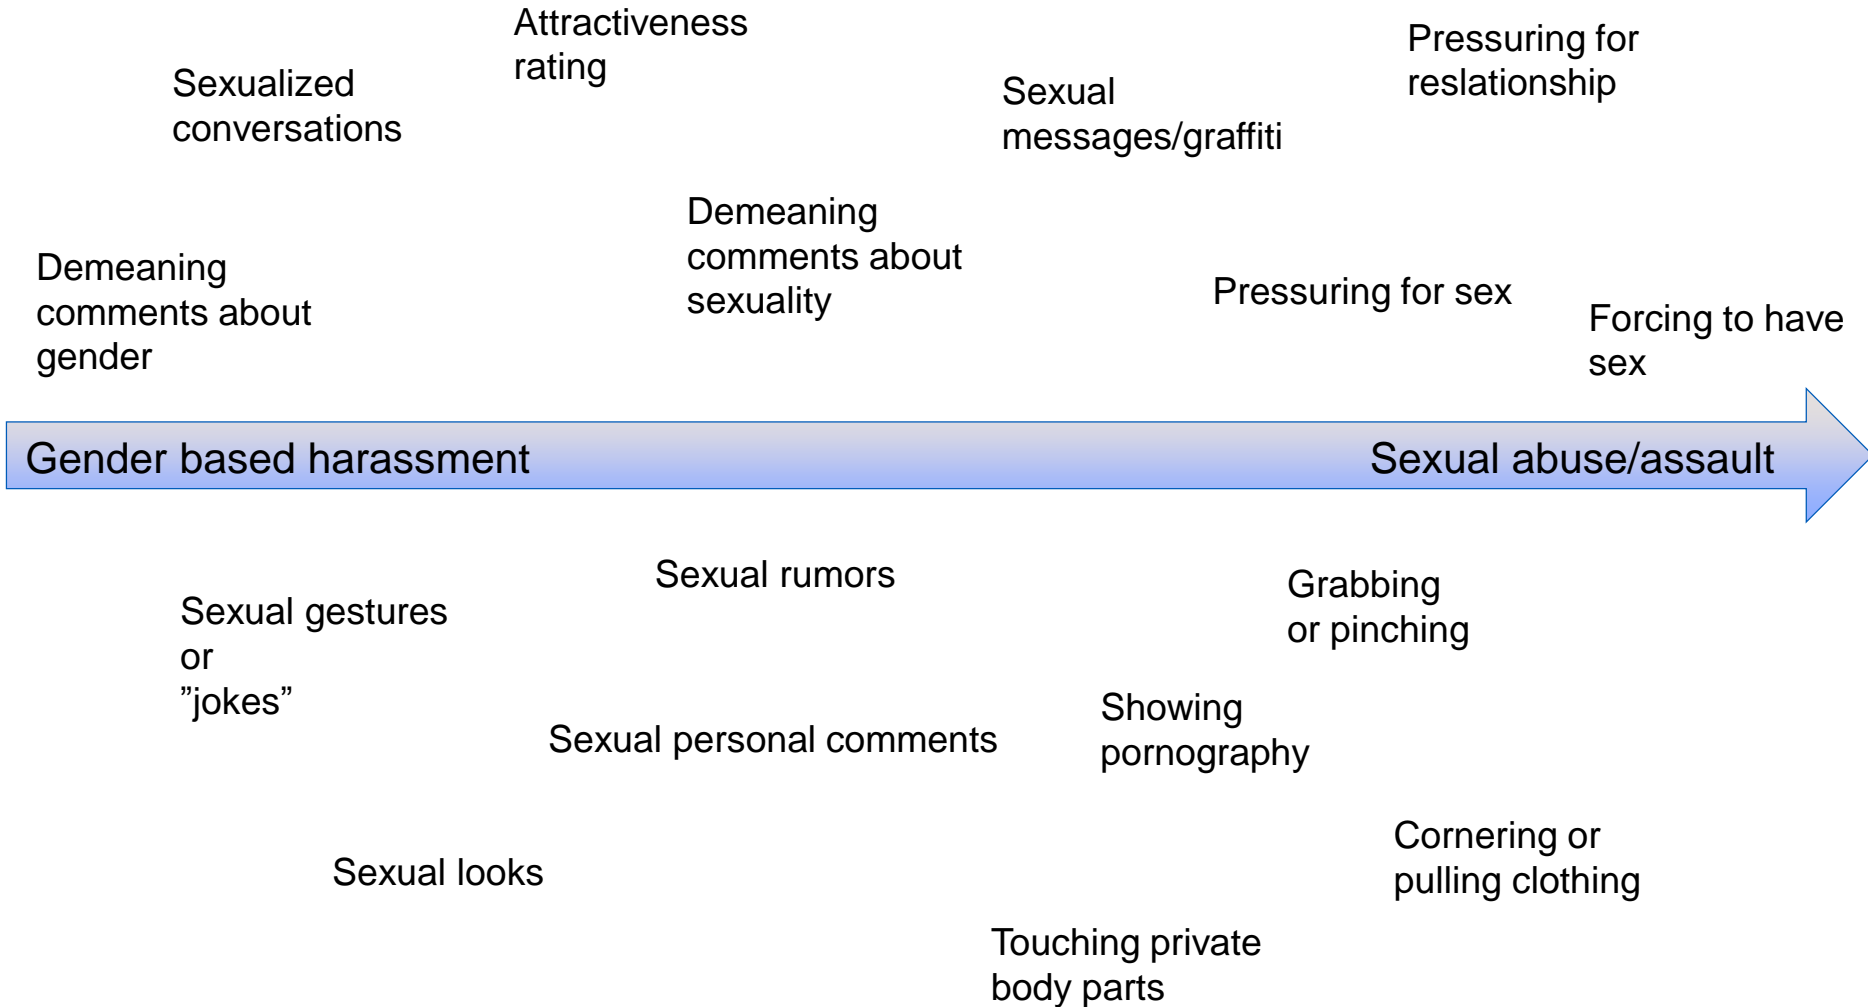 Attractiveness
rating
Sexualized
conversations
Sexual
messages/graffiti
Pressuring for
reslationship
Demeaning
comments about
gender
Demeaning
comments about
sexuality
Pressuring for sex
Forcing to have
sex
Gender based harassment
Sexual abuse/assault
Sexual gestures
or
”jokes”
Sexual rumors
Grabbing
or pinching
Sexual personal comments
Showing
pornography
Sexual looks
Cornering or
pulling clothing
Touching private
body parts